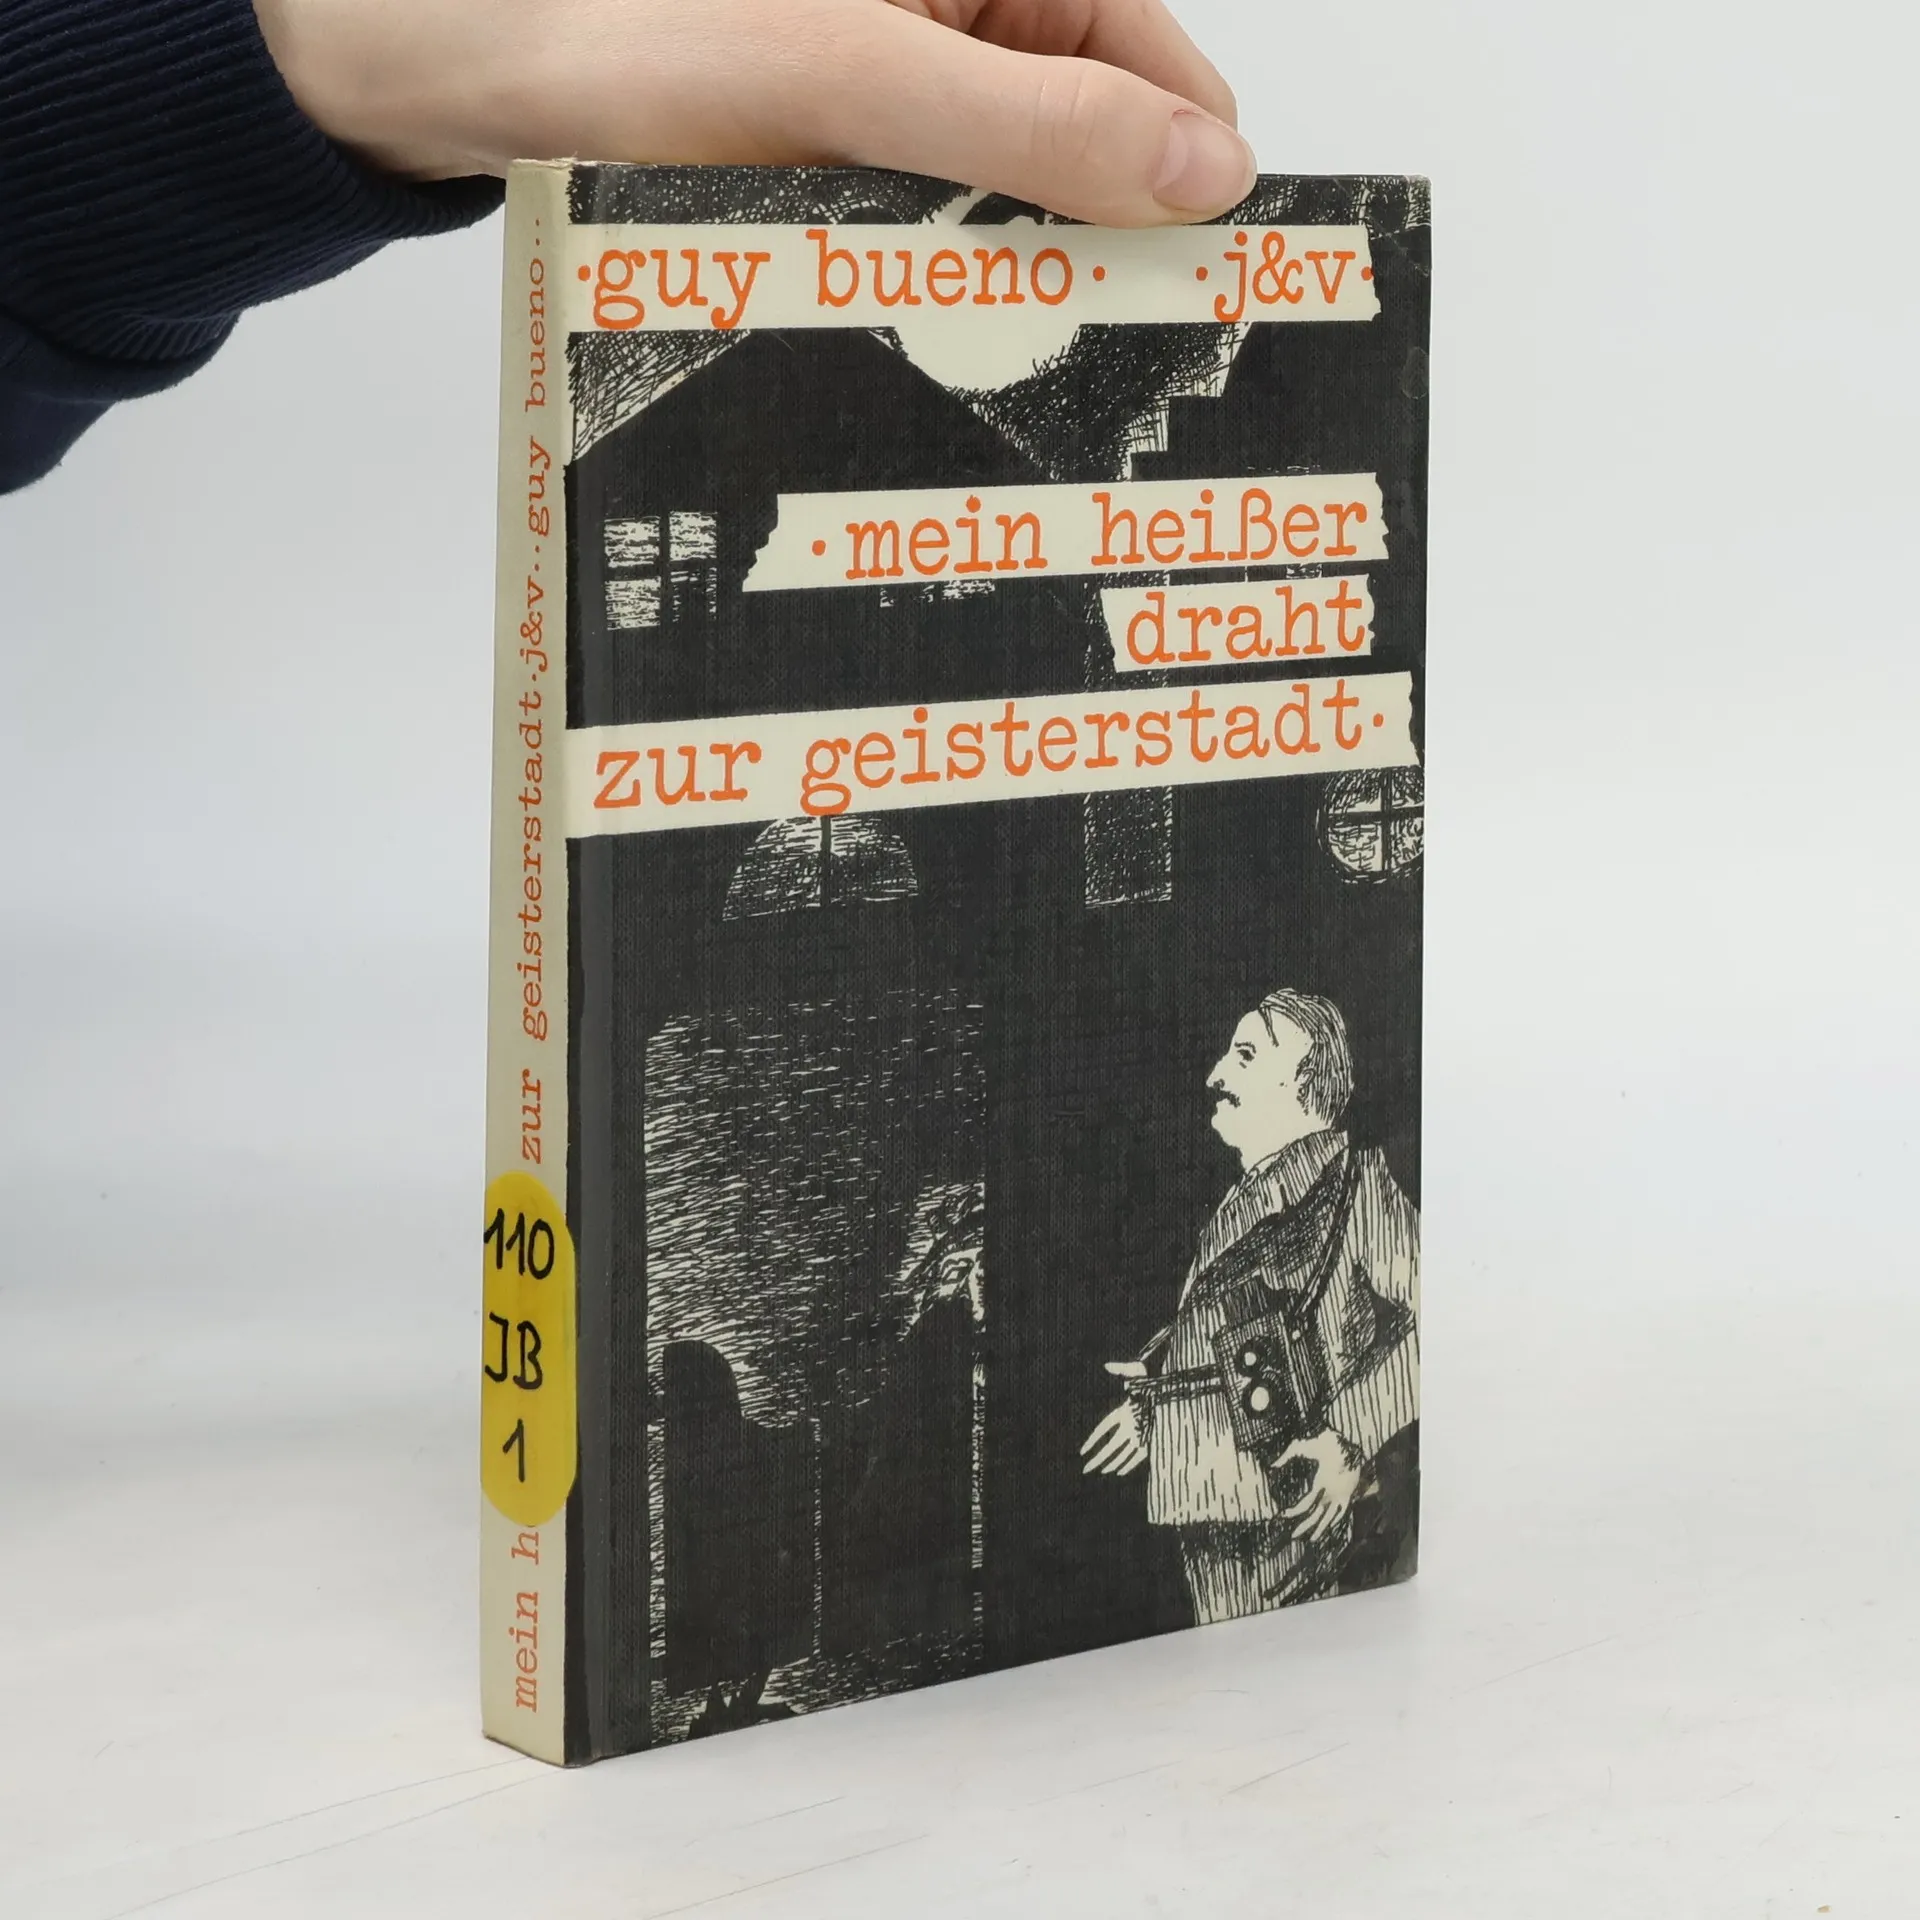 ·guy bueno· ·j&v·
·mein heißer
draht
zur geisterstadt·
mein h
zur geisterstadt·j&v··guy bueno··
110
JB
1